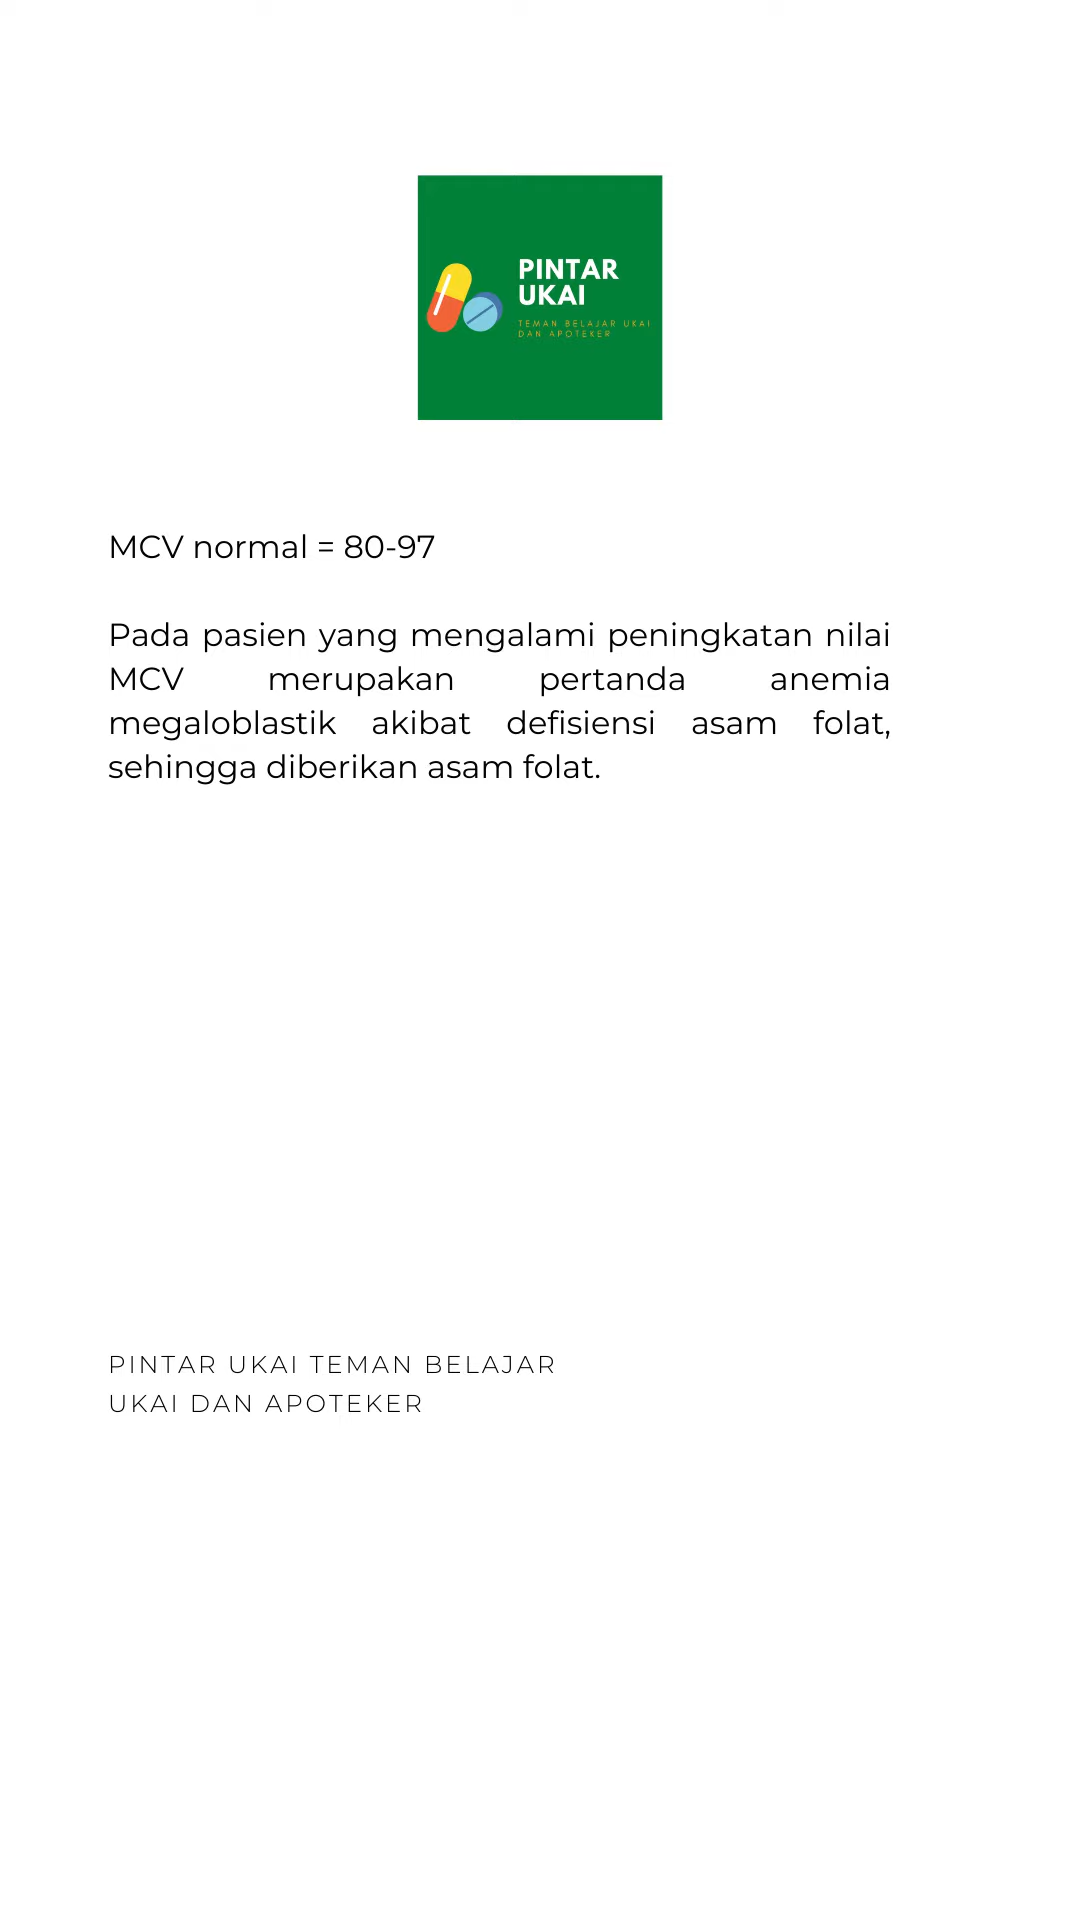 PINTAR
UKAI
TEMAN BELAJAR UKAI
DAN APOTEKER
MCV normal = 80-97
Pada pasien yang mengalami peningkatan nilai
MCV merupakan pertanda anemia
megaloblastik akibat defisiensi asam folat,
sehingga diberikan asam folat.
PINTAR UKAI TEMAN BELAJAR
UKAI DAN APOTEKER